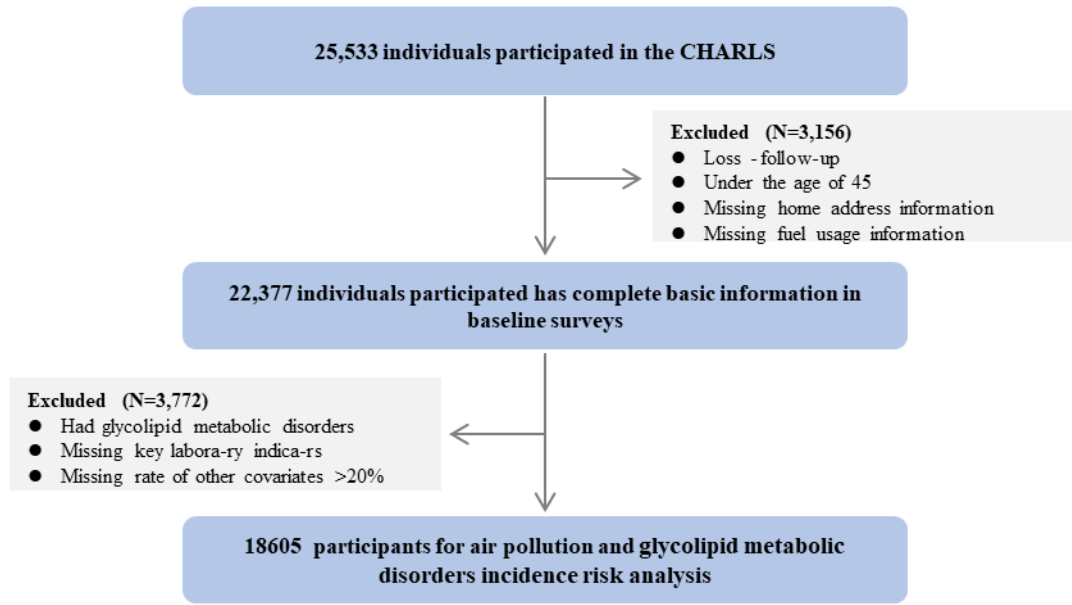 25,533 individuals participated in the CHARLS
Excluded (N=3,156)
● Loss -follow-up
● Under the age of 45
● Missing home address information
● Missing fuel usage information
22,377 individuals participated has complete basic information in
baseline surveys
Excluded (N=3,772)
● Had glycolipid metabolic disorders
● Missing key labora-ry indica-rs
● Missing rate of other covariates >20%
18605 participants for air pollution and glycolipid metabolic
disorders incidence risk analysis